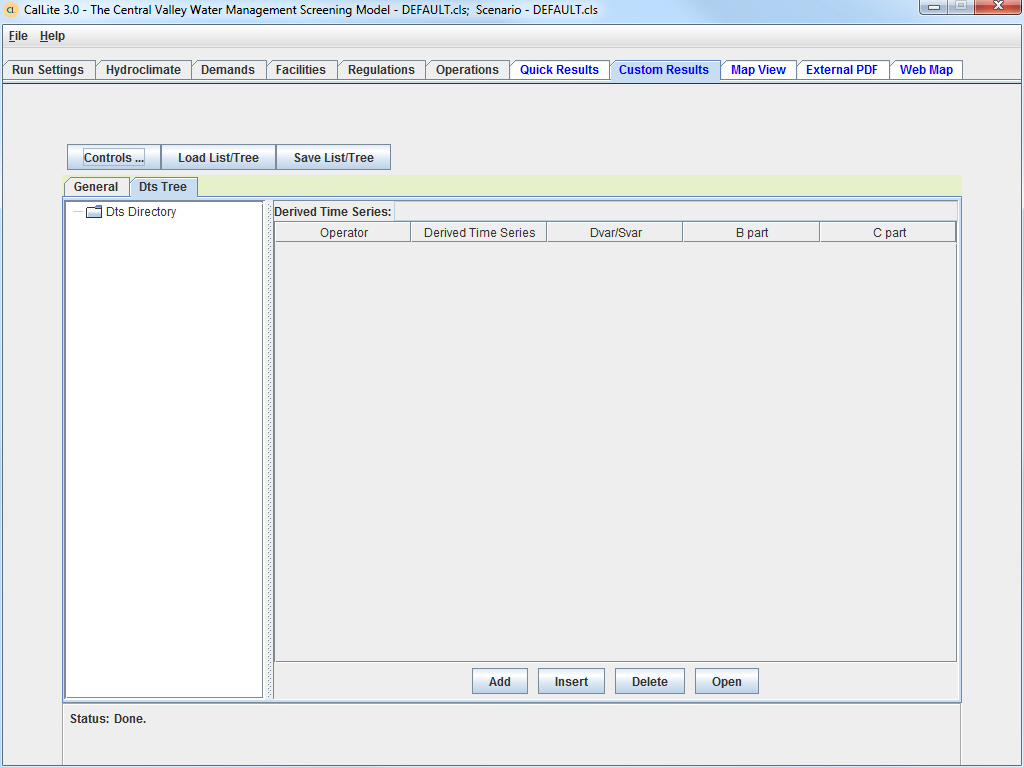 CL CalLite 3.0 - The Central Valley Water Management Screening Model - DEFAULT.cls;  Scenario - DEFAULT.cls
File Help
Run Settings Hydroclimate Demands Facilities Regulations Operations Quick Results Custom Results Map View External PDF Web Map
Controls ... Load List/Tree Save List/Tree
General Dts Tree
Dts Directory
Derived Time Series:
Operator Derived Time Series Dvar/Svar B part C part
Add Insert Delete Open
Status: Done.